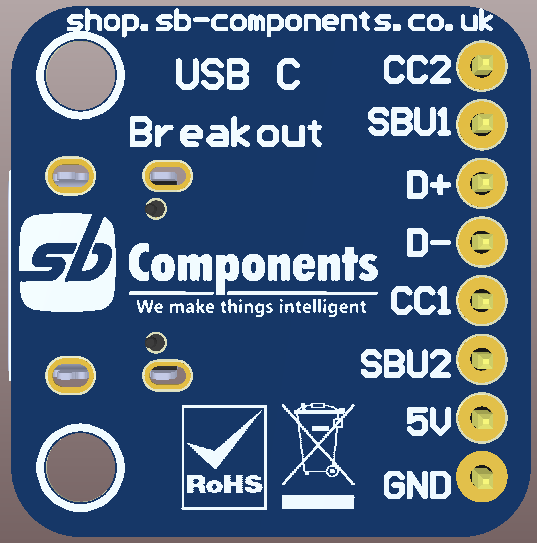 shop.sb-components.co.uk
USB C
Breakout
CC2
SBU1
D+
D-
CC1
SBU2
5V
GND
sb
Components
We make things intelligent
RoHS